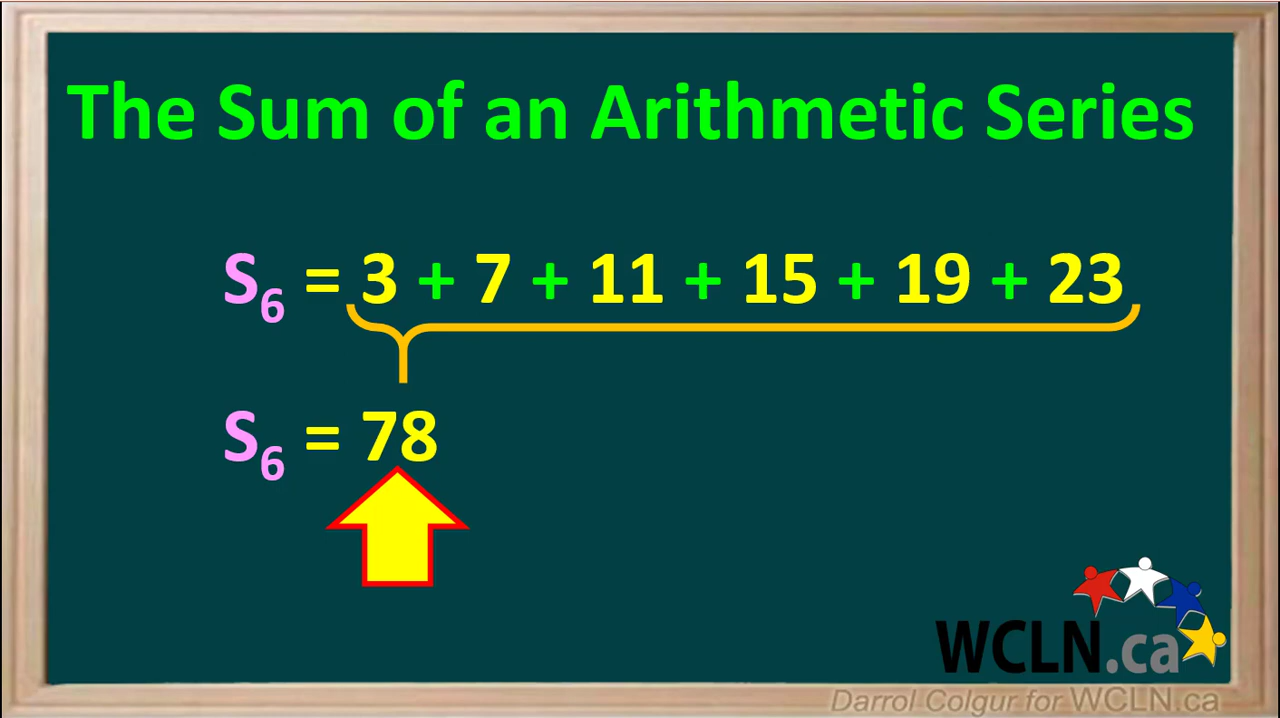 The Sum of an Arithmetic Series
S₆ = 3 + 7 + 11 + 15 + 19 + 23
S₆ = 78
WCLN.ca
Darrol Colgur for WCLN.ca